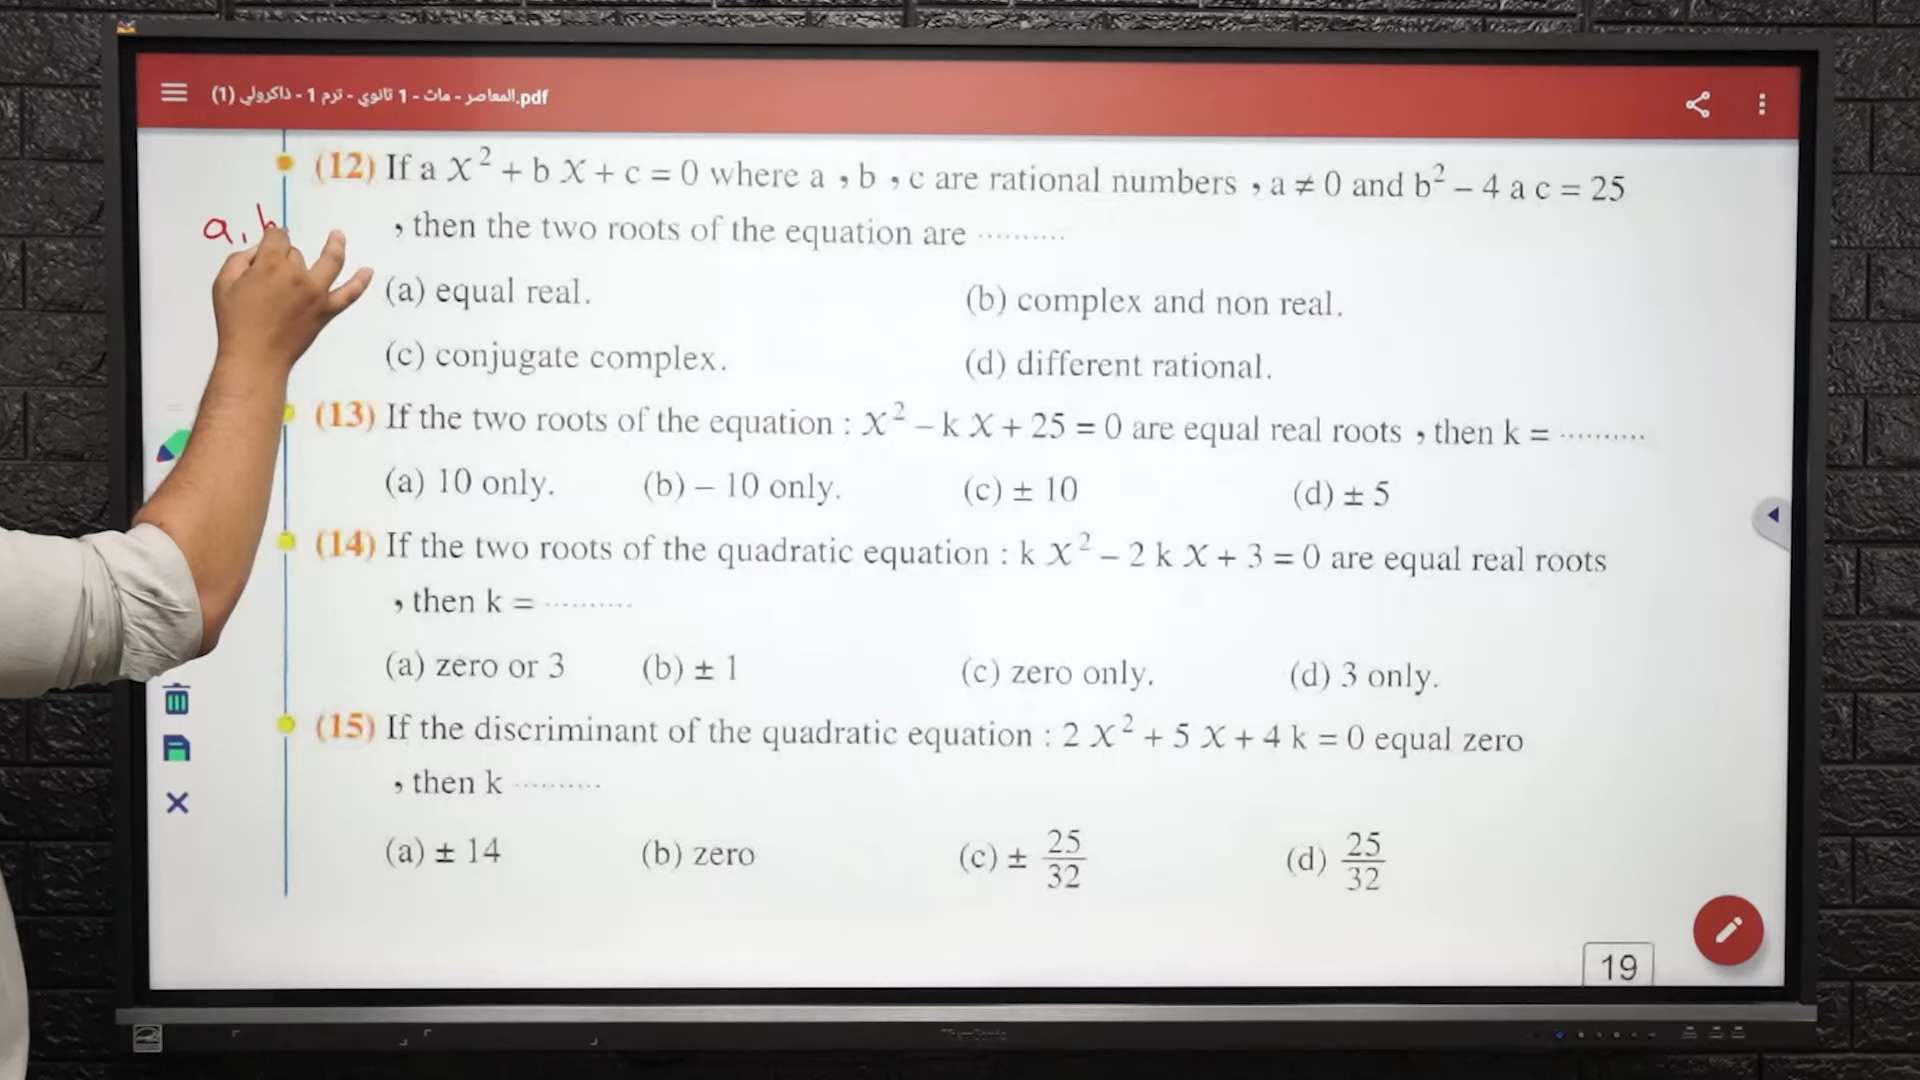 المعاصر - ماث - 1 ثانوي - ترم 1 - ذاكرولي (1).pdf
(12) If a X² + b X + c = 0 where a , b , c are rational numbers , a ≠ 0 and b² – 4 a c = 25
, then the two roots of the equation are ..........
a, b
(a) equal real. (b) complex and non real.
(c) conjugate complex. (d) different rational.
(13) If the two roots of the equation : X² – k X + 25 = 0 are equal real roots , then k = ..........
(a) 10 only. (b) – 10 only. (c) ± 10 (d) ± 5
(14) If the two roots of the quadratic equation : k X² – 2 k X + 3 = 0 are equal real roots
, then k = ..........
(a) zero or 3 (b) ± 1 (c) zero only. (d) 3 only.
(15) If the discriminant of the quadratic equation : 2 X² + 5 X + 4 k = 0 equal zero
, then k ..........
(a) ± 14 (b) zero (c) ± 25/32 (d) 25/32
19